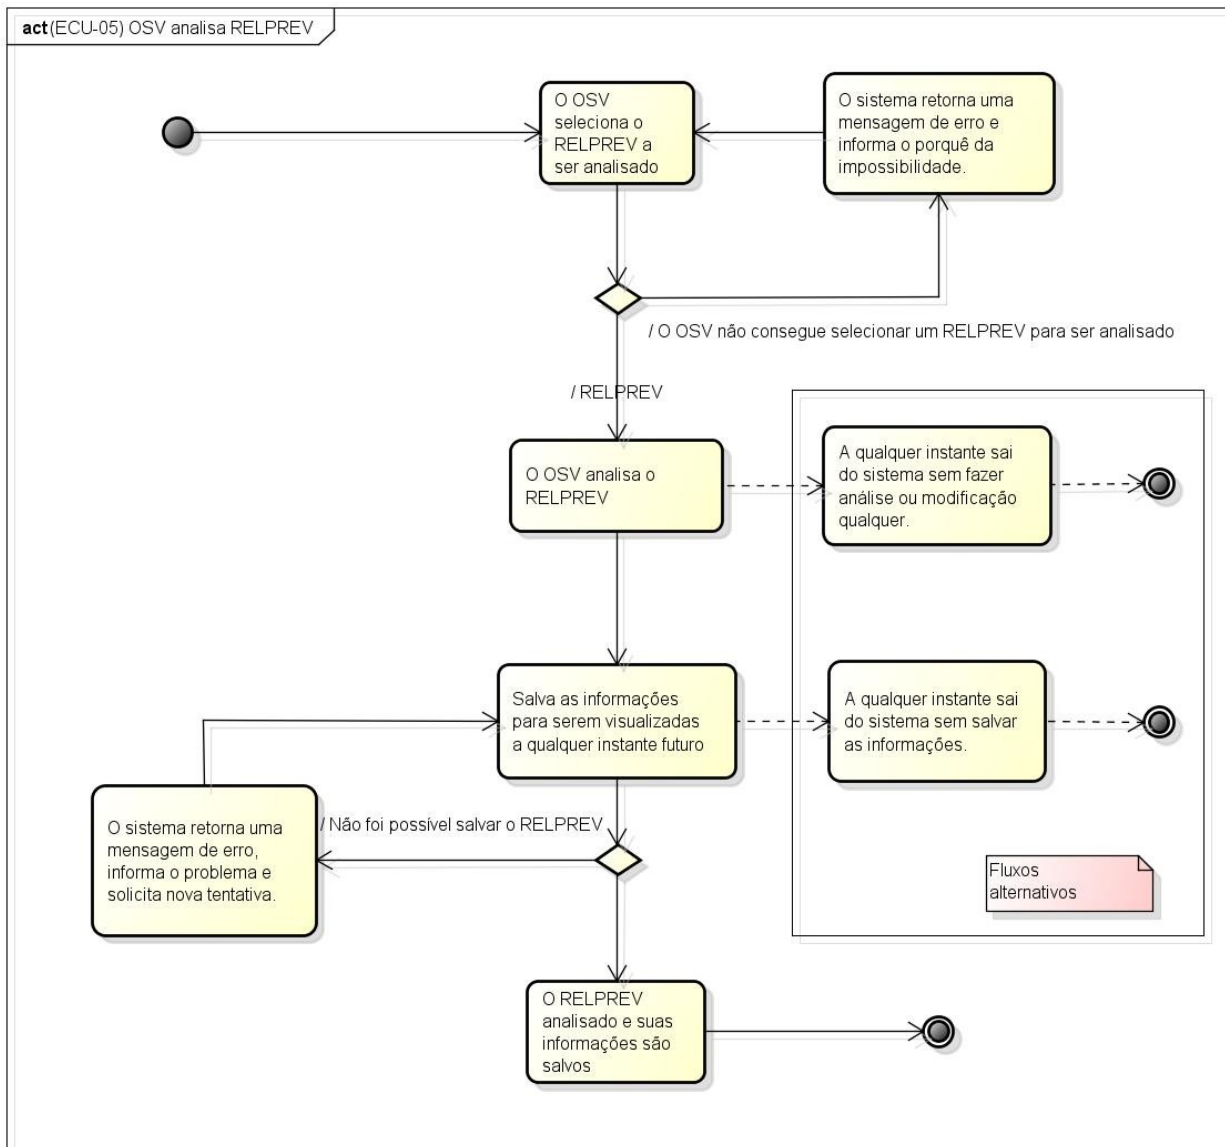 act(ECU-05) OSV analisa RELPREV
O OSV
seleciona o
RELPREV a
ser analisado
O sistema retorna uma
mensagem de erro e
informa o porquê da
impossibilidade.
/ O OSV não consegue selecionar um RELPREV para ser analisado
/ RELPREV
O OSV analisa o
RELPREV
A qualquer instante sai
do sistema sem fazer
análise ou modificação
qualquer.
Salva as informações
para serem visualizadas
a qualquer instante futuro
A qualquer instante sai
do sistema sem salvar
as informações.
O sistema retorna uma
mensagem de erro,
informa o problema e
solicita nova tentativa.
/ Não foi possível salvar o RELPREV
Fluxos
alternativos
O RELPREV
analisado e suas
informações são
salvos